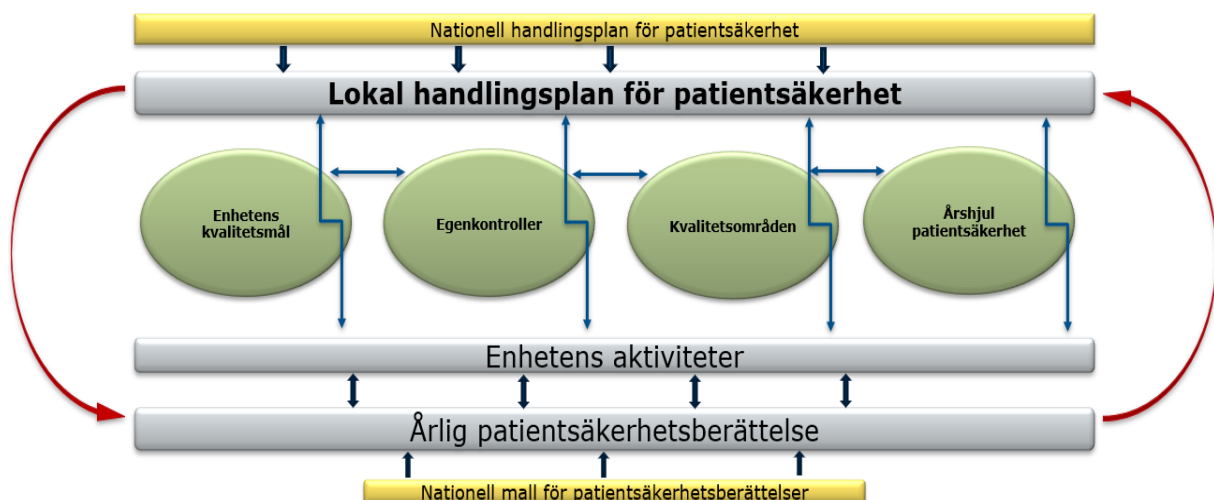 Nationell handlingsplan för patientsäkerhet
Lokal handlingsplan för patientsäkerhet
Enhetens
kvalitetsmål
Egenkontroller
Kvalitetsområden
Årshjul
patientsäkerhet
Enhetens aktiviteter
Årlig patientsäkerhetsberättelse
Nationell mall för patientsäkerhetsberättelser